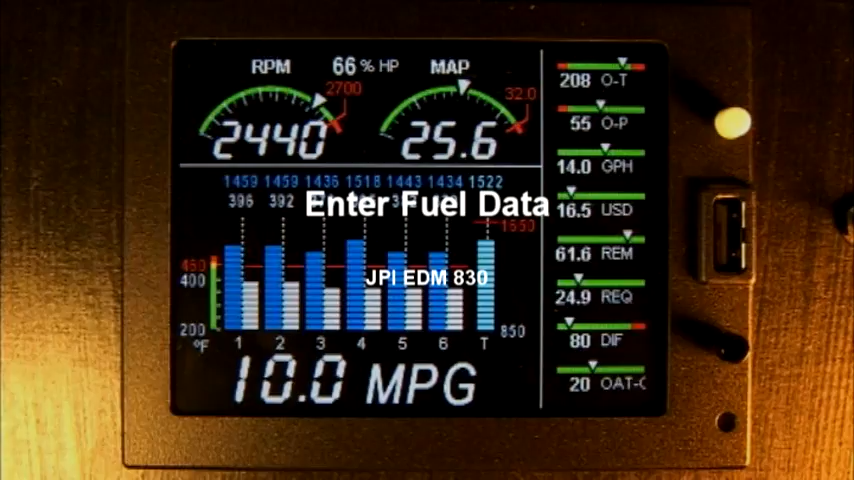 RPM 66 % HP MAP
2700 32.0
2440 25.6
1459 1459 1436 1518 1443 1434 1522
396 392
Enter Fuel Data
1650
460
400
JPI EDM 830
200 850
°F 1 2 3 4 5 6 T
10.0 MPG
208 O-T
55 O-P
14.0 GPH
16.5 USD
61.6 REM
24.9 REQ
80 DIF
20 OAT-C